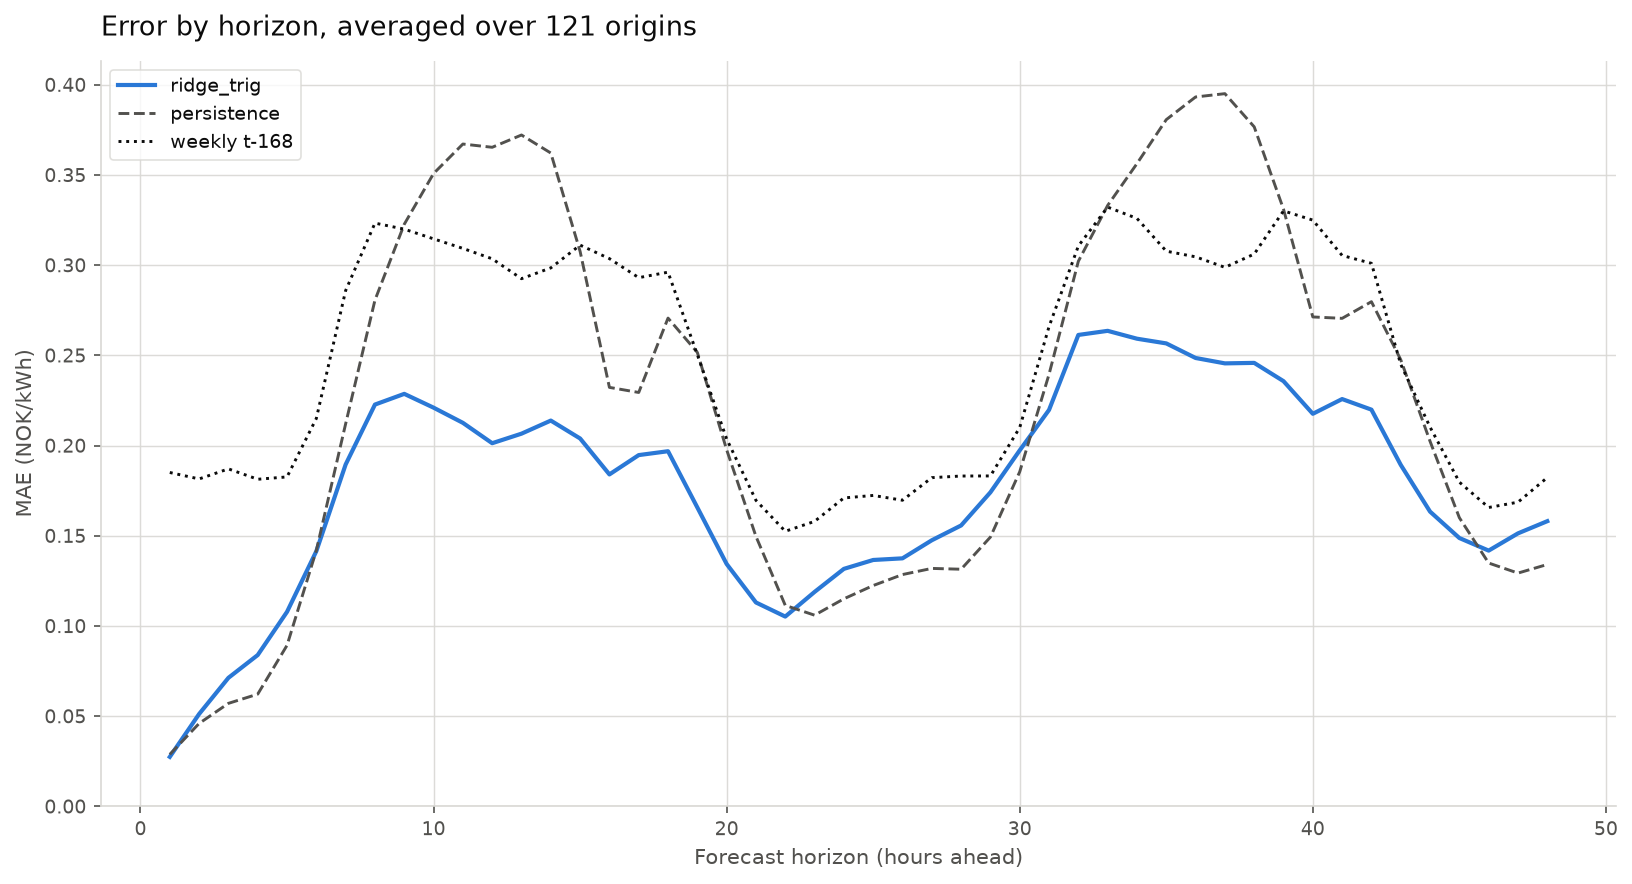 Error by horizon, averaged over 121 origins
ridge_trig
persistence
weekly t-168
MAE (NOK/kWh)
0.40
0.35
0.30
0.25
0.20
0.15
0.10
0.05
0.00
0
10
20
30
40
50
Forecast horizon (hours ahead)